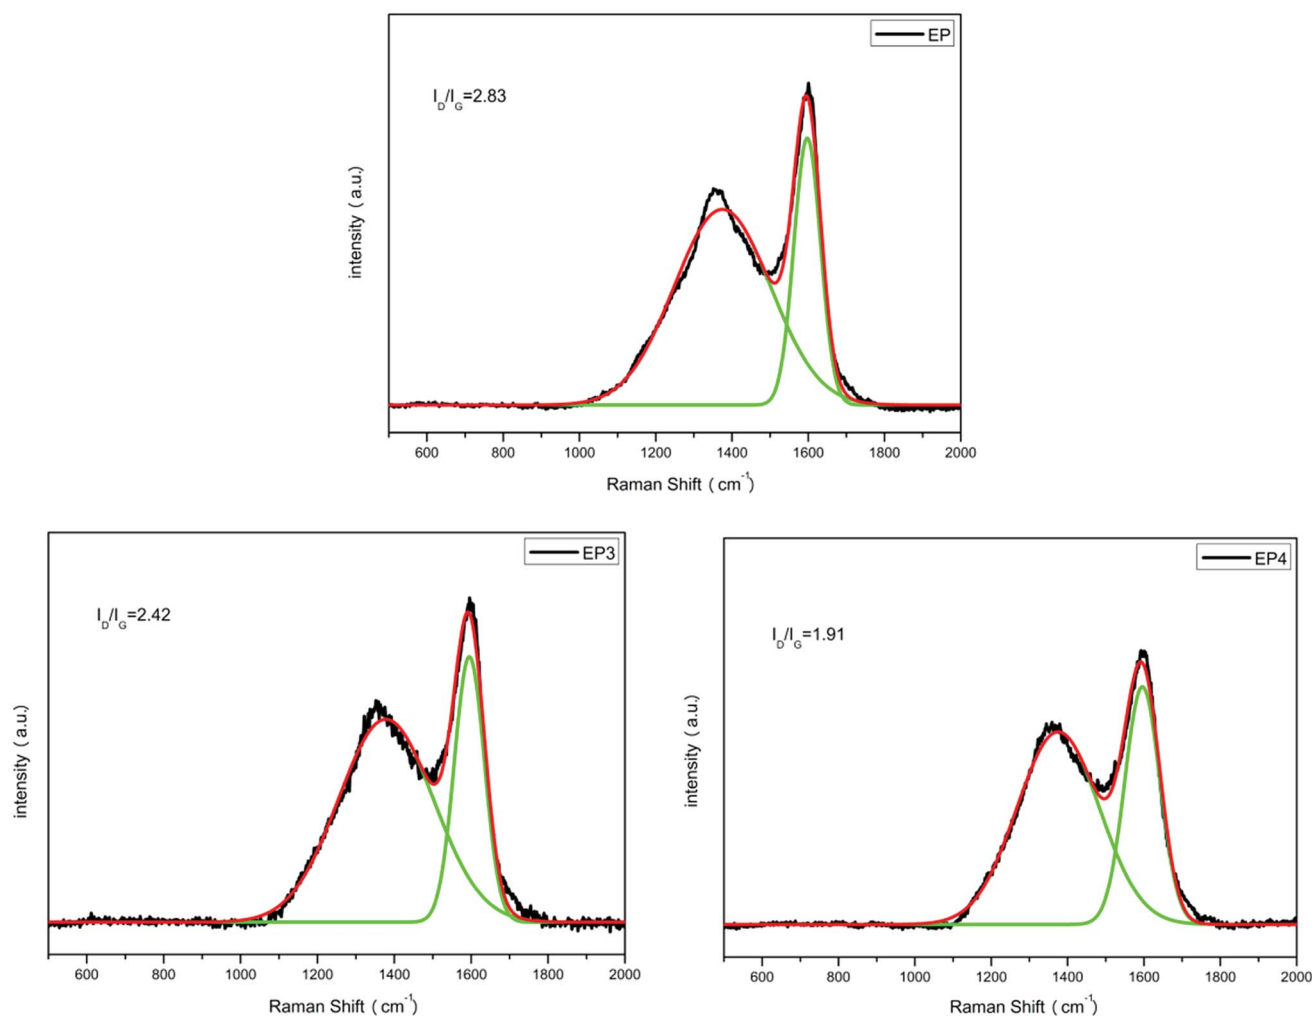 EP
I_D/I_G=2.83
intensity (a.u.)
600 800 1000 1200 1400 1600 1800 2000
Raman Shift (cm⁻¹)
EP3
I_D/I_G=2.42
intensity (a.u.)
600 800 1000 1200 1400 1600 1800 2000
Raman Shift (cm⁻¹)
EP4
I_D/I_G=1.91
intensity (a.u.)
600 800 1000 1200 1400 1600 1800 2000
Raman Shift (cm⁻¹)